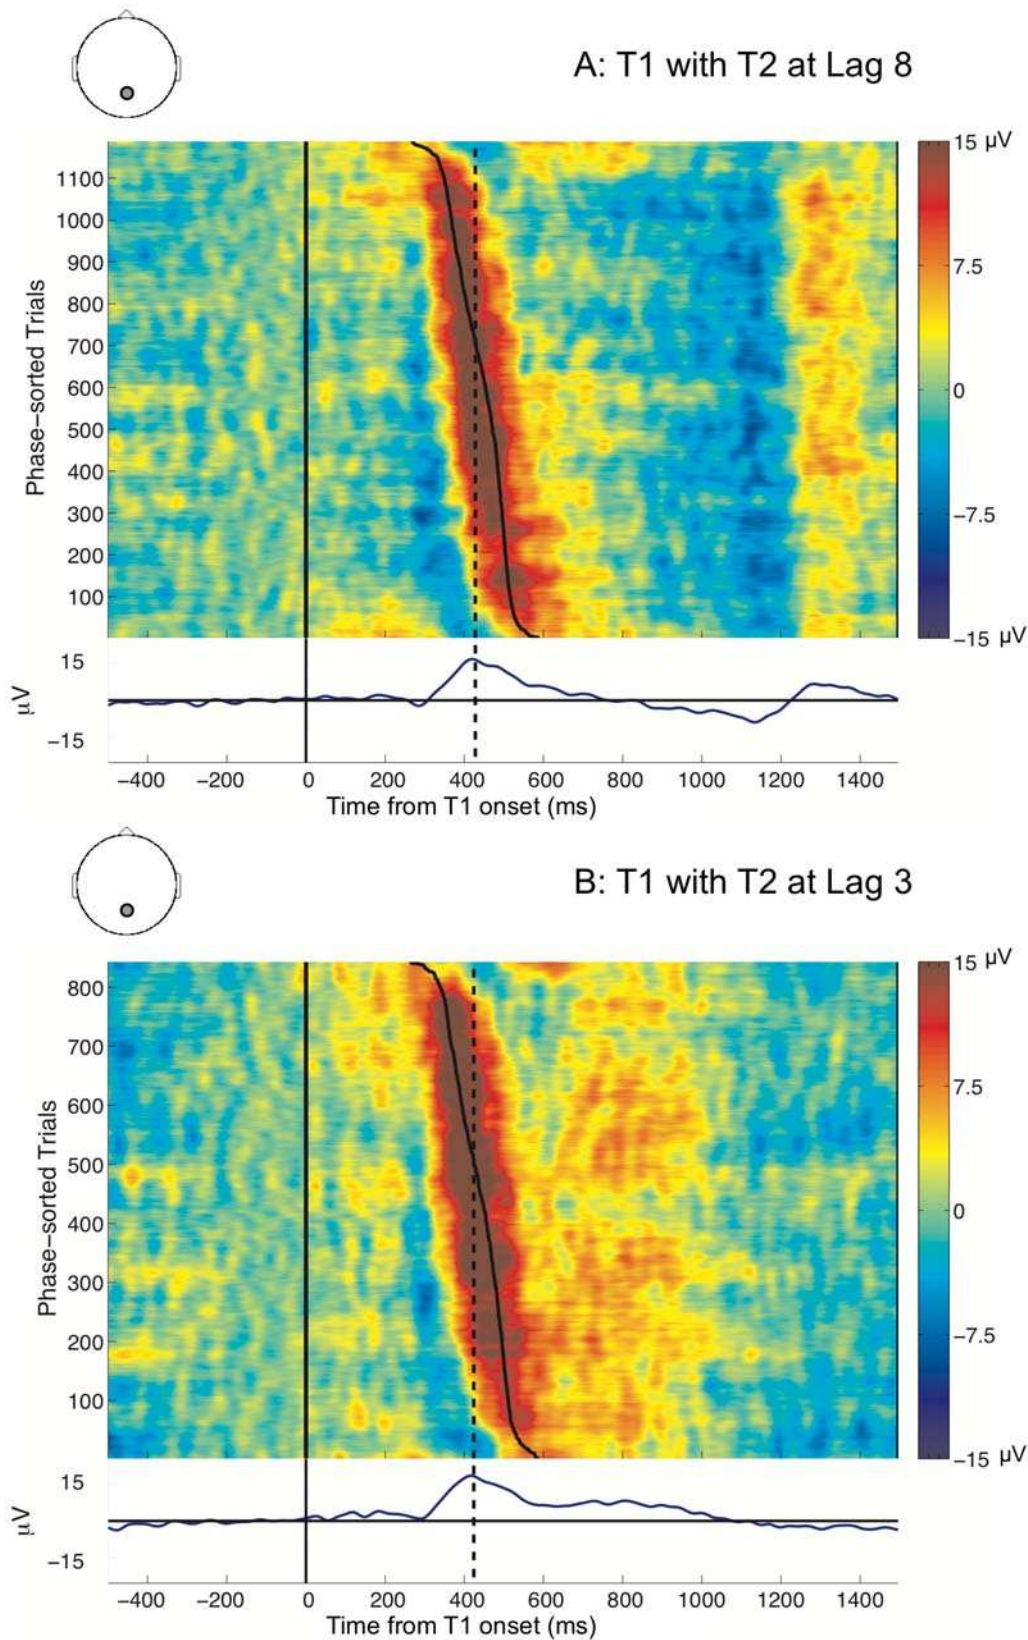 A: T1 with T2 at Lag 8
15 µV
7.5
0
−7.5
−15 µV
Phase−sorted Trials
1100
1000
900
800
700
600
500
400
300
200
100
µV
15
−15
−400 −200 0 200 400 600 800 1000 1200 1400
Time from T1 onset (ms)
B: T1 with T2 at Lag 3
15 µV
7.5
0
−7.5
−15 µV
Phase−sorted Trials
800
700
600
500
400
300
200
100
µV
15
−15
−400 −200 0 200 400 600 800 1000 1200 1400
Time from T1 onset (ms)